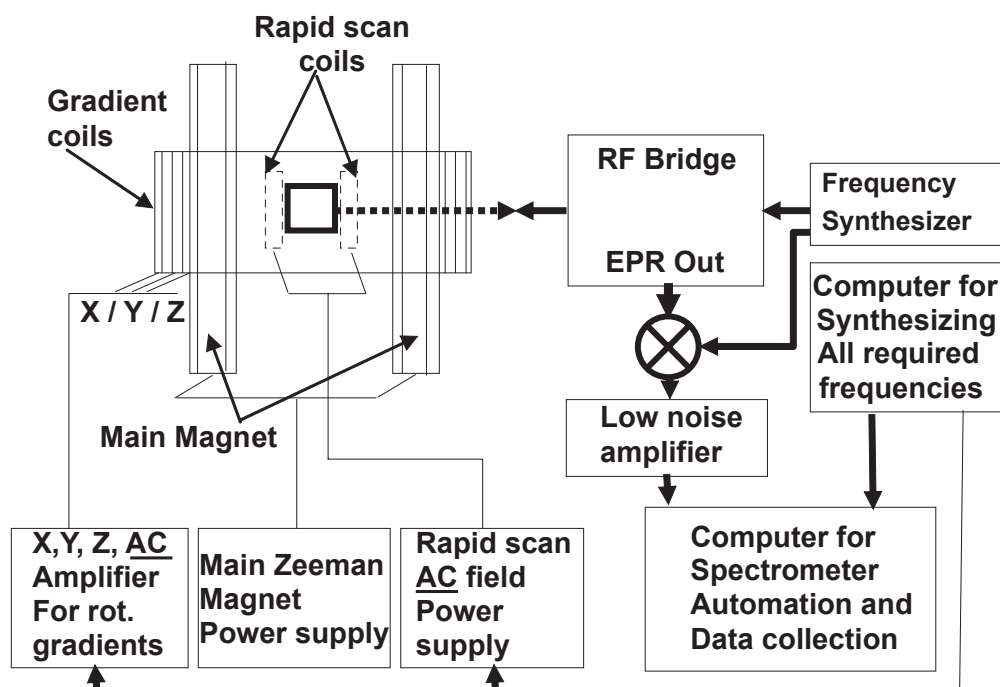 Rapid scan
coils
Gradient
coils
RF Bridge
EPR Out
Frequency
Synthesizer
X / Y / Z
Computer for
Synthesizing
All required
frequencies
Main Magnet
Low noise
amplifier
X,Y, Z, AC
Amplifier
For rot.
gradients
Main Zeeman
Magnet
Power supply
Rapid scan
AC field
Power
supply
Computer for
Spectrometer
Automation and
Data collection